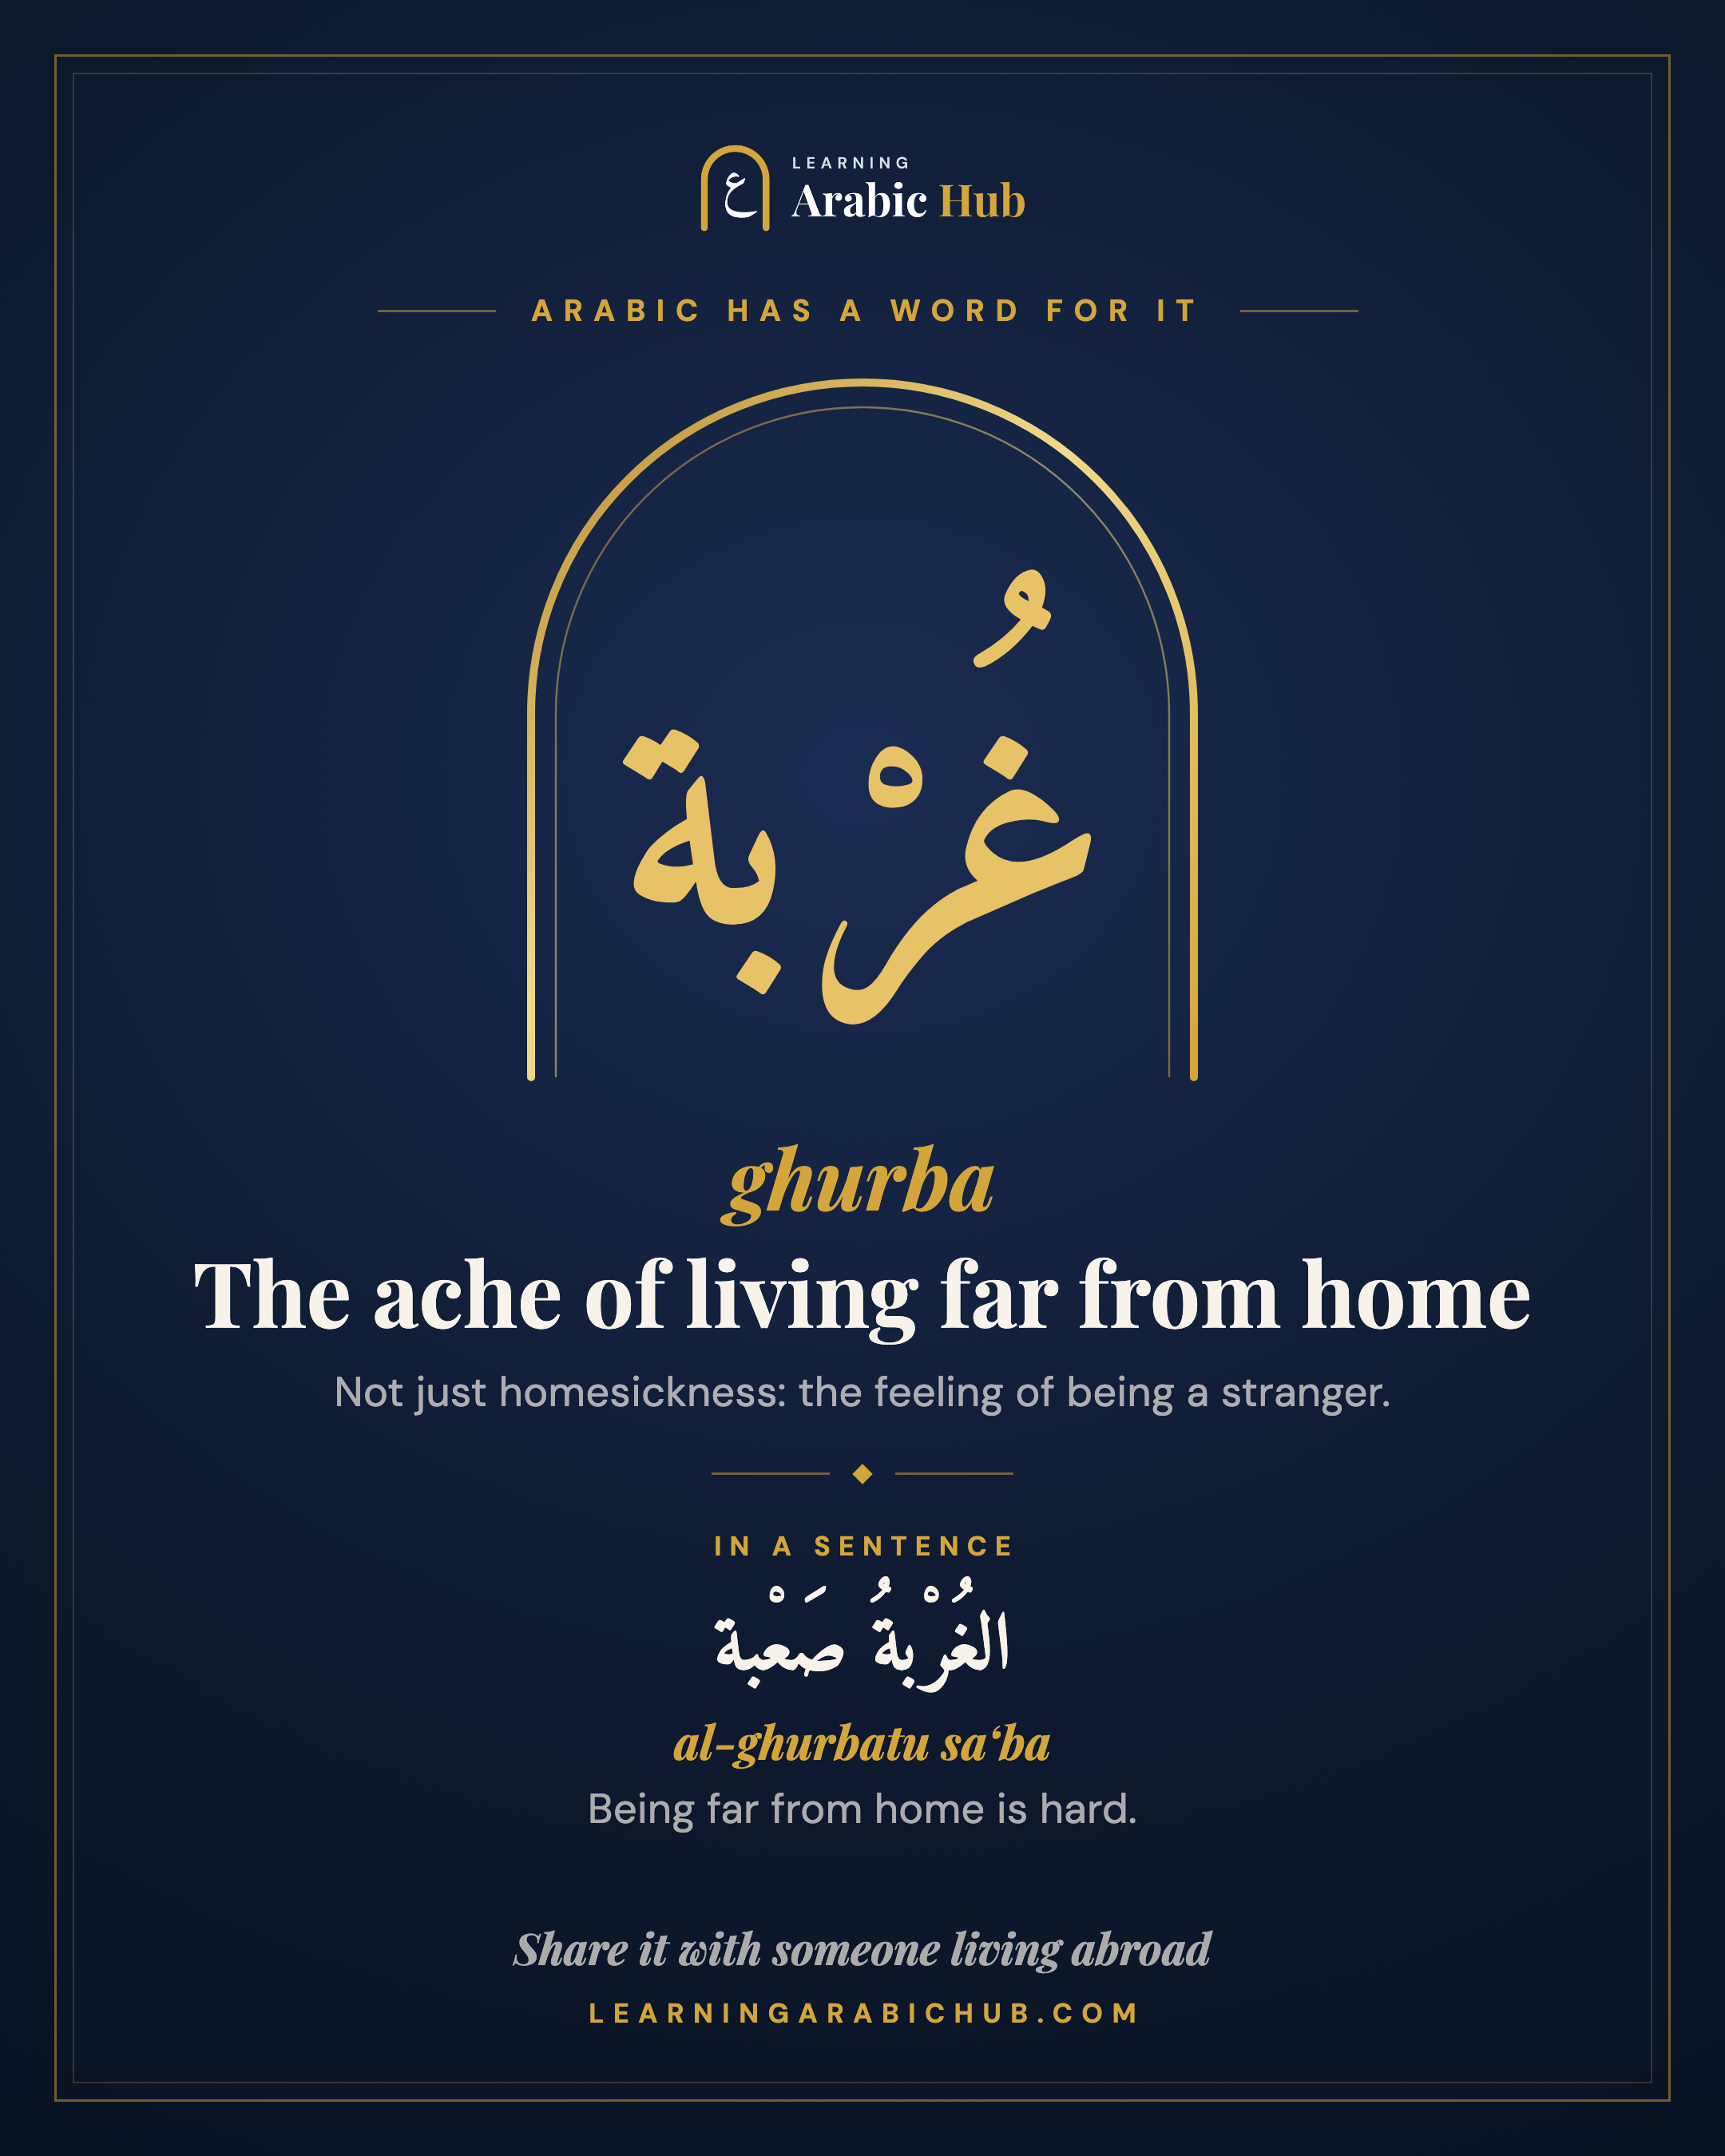 ع
LEARNING
Arabic Hub
ARABIC HAS A WORD FOR IT
غُرْبة
ghurba
The ache of living far from home
Not just homesickness: the feeling of being a stranger.
IN A SENTENCE
الغُرْبةُ صَعْبة
al-ghurbatu sa‘ba
Being far from home is hard.
Share it with someone living abroad
LEARNINGARABICHUB.COM